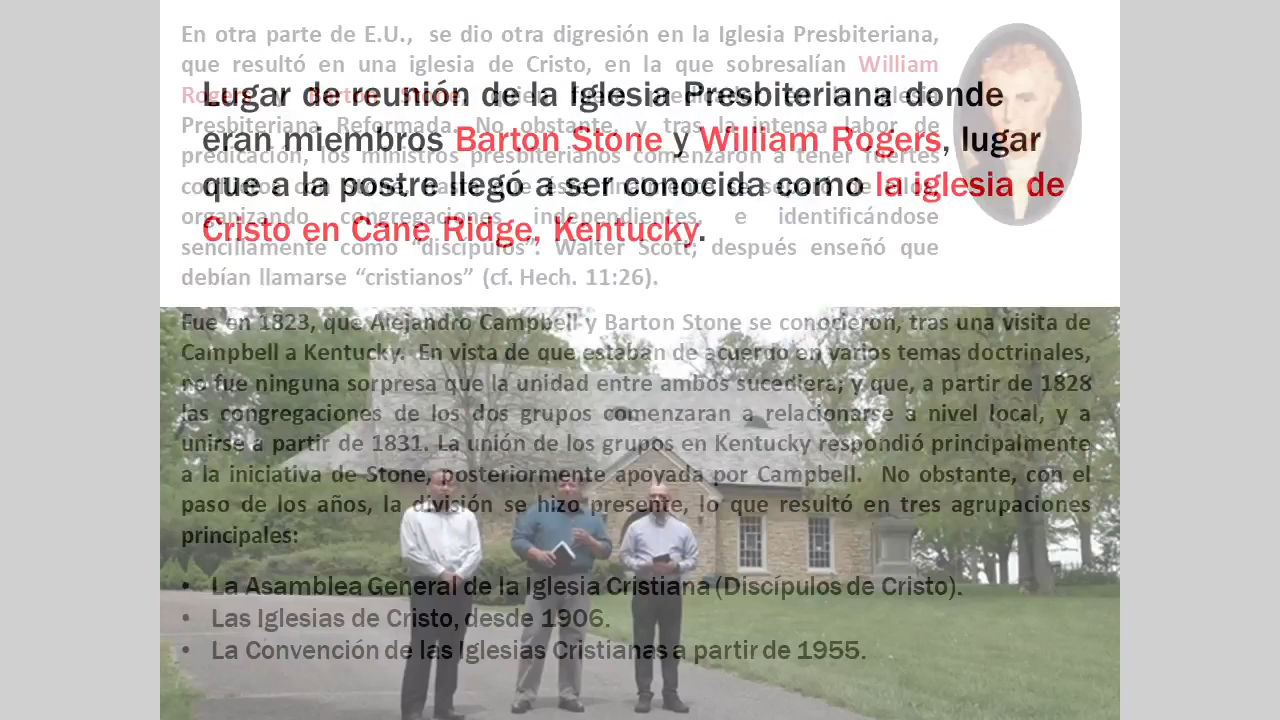 En otra parte de E.U., se dio otra digresión en la Iglesia Presbiteriana,
que resultó en una iglesia de Cristo, en la que sobresalían William
Lugar de reunión de la Iglesia Presbiteriana donde
Presbiteriana Reformada. No obstante, y tras la intensa labor de
eran miembros Barton Stone y William Rogers, lugar
predicación, los ministros presbiterianos comenzaron a tener fuertes
que a la postre llegó a ser conocida como la iglesia de
organizando congregaciones independientes, e identificándose
Cristo en Cane Ridge, Kentucky.
sencillamente como “discípulos”. Walter Scott, después enseñó que
debían llamarse “cristianos” (cf. Hech. 11:26).
Fue en 1823, que Alejandro Campbell y Barton Stone se conocieron, tras una visita de
Campbell a Kentucky. En vista de que estaban de acuerdo en varios temas doctrinales,
no fue ninguna sorpresa que la unidad entre ambos sucediera; y que, a partir de 1828
las congregaciones de los dos grupos comenzaran a relacionarse a nivel local, y a
unirse a partir de 1831. La unión de los grupos en Kentucky respondió principalmente
a la iniciativa de Stone, posteriormente apoyada por Campbell. No obstante, con el
paso de los años, la división se hizo presente, lo que resultó en tres agrupaciones
principales:
• La Asamblea General de la Iglesia Cristiana (Discípulos de Cristo).
• Las Iglesias de Cristo, desde 1906.
• La Convención de las Iglesias Cristianas a partir de 1955.